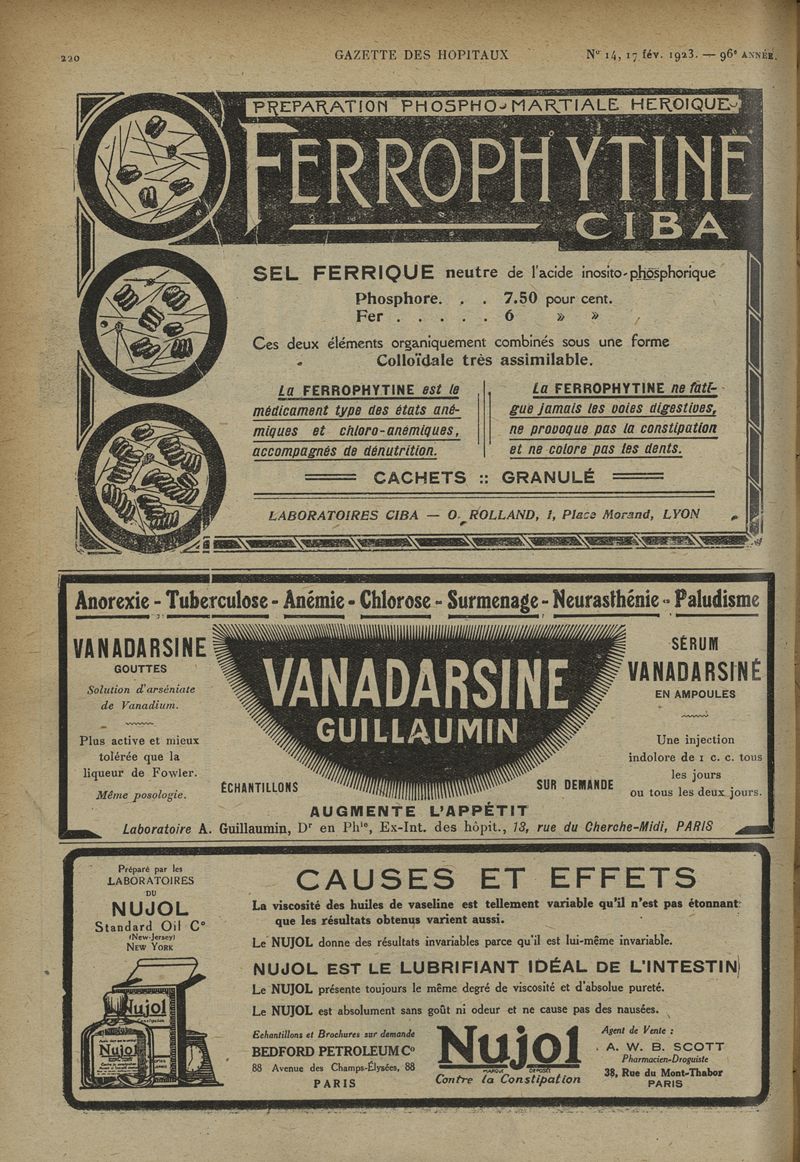 220
GAZETTE DES HOPITAUX
N° 14, 17 fév. 1923. — 96e ANNÉE.
PREPARATION PHOSPHO-MARTIALE HEROIQUE
FERROPHYTINE
CIBA
SEL FERRIQUE neutre de l'acide inosito-phosphorique
Phosphore. . . 7.50 pour cent.
Fer . . . . . 6 » »
Ces deux éléments organiquement combinés sous une forme
Colloïdale très assimilable.
La FERROPHYTINE est le
médicament type des états ané-
miques et chloro-anémiques,
accompagnés de dénutrition.
La FERROPHYTINE ne fati-
gue jamais les voies digestives,
ne provoque pas la constipation
et ne colore pas les dents.
CACHETS :: GRANULÉ
LABORATOIRES CIBA — O. ROLLAND, 1, Place Morand, LYON
Anorexie - Tuberculose - Anémie - Chlorose - Surmenage - Neurasthénie - Paludisme
VANADARSINE
GOUTTES
Solution d'arséniate
de Vanadium.
Plus active et mieux
tolérée que la
liqueur de Fowler.
Même posologie.
VANADARSINE
GUILLAUMIN
ÉCHANTILLONS
SUR DEMANDE
AUGMENTE L'APPÉTIT
SÉRUM
VANADARSINÉ
EN AMPOULES
Une injection
indolore de 1 c. c. tous
les jours
ou tous les deux jours.
Laboratoire A. Guillaumin, Dr en Phie, Ex-Int. des hôpit., 13, rue du Cherche-Midi, PARIS
Préparé par les
LABORATOIRES
DU
NUJOL
Standard Oil C°
(New-Jersey)
NEW YORK
Nujol
Constipation
Nujol
CAUSES ET EFFETS
La viscosité des huiles de vaseline est tellement variable qu'il n'est pas étonnant
que les résultats obtenus varient aussi.
Le NUJOL donne des résultats invariables parce qu'il est lui-même invariable.
NUJOL EST LE LUBRIFIANT IDÉAL DE L'INTESTIN
Le NUJOL présente toujours le même degré de viscosité et d'absolue pureté.
Le NUJOL est absolument sans goût ni odeur et ne cause pas des nausées.
Echantillons et Brochures sur demande
BEDFORD PETROLEUM C°
88 Avenue des Champs-Élysées, 88
PARIS
Nujol
MARQUE DÉPOSÉE
Contre la Constipation
Agent de Vente :
A. W. B. SCOTT
Pharmacien-Droguiste
38, Rue du Mont-Thabor
PARIS